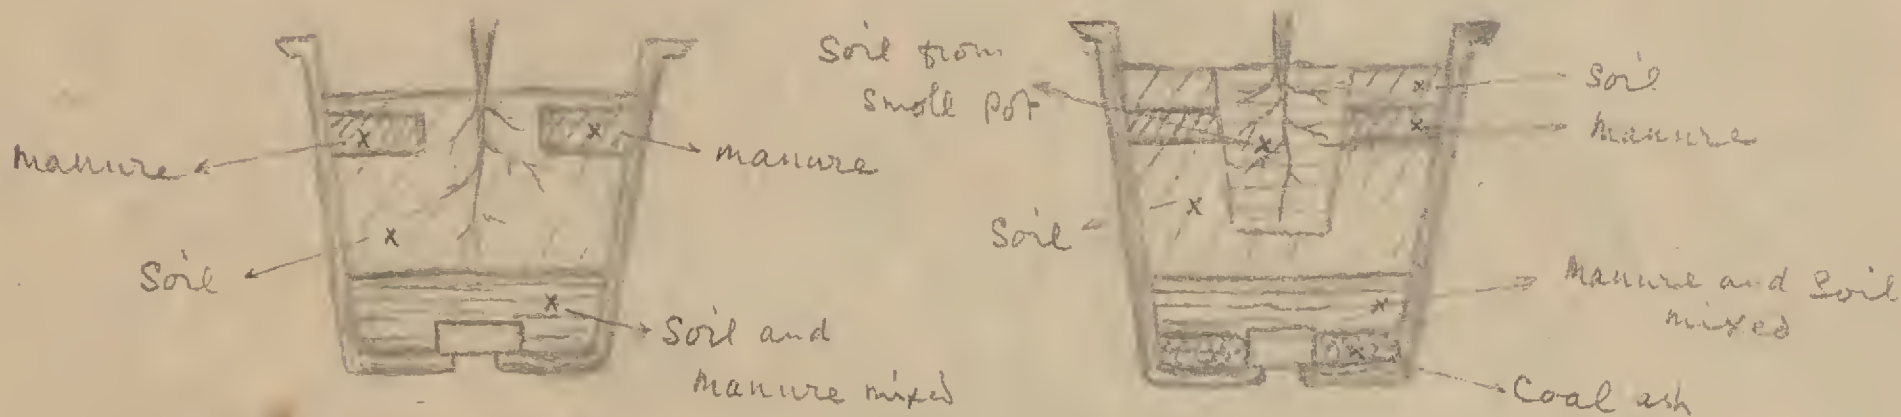 Manure
manure
Soil
Soil and
Manure mixed
Soil from
Small pot
Soil
Manure
Soil
Manure and Soil
mixed
Coal ash